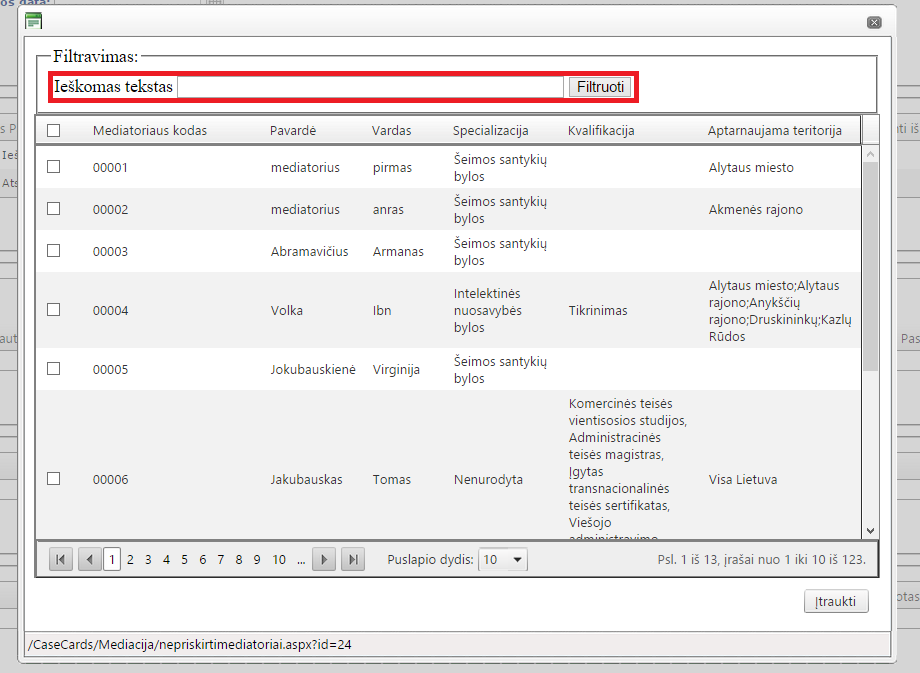 os data:
Filtravimas:
Ieškomas tekstas Filtruoti
Mediatoriaus kodas Pavardė Vardas Specializacija Kvalifikacija Aptarnaujama teritorija
00001 mediatorius pirmas Šeimos santykių bylos Alytaus miesto
00002 mediatorius anras Šeimos santykių bylos Akmenės rajono
00003 Abramavičius Armanas Šeimos santykių bylos
00004 Volka Ibn Intelektinės nuosavybės bylos Tikrinimas Alytaus miesto;Alytaus rajono;Anykščių rajono;Druskininkų;Kazlų Rūdos
00005 Jokubauskienė Virginija Šeimos santykių bylos
00006 Jakubauskas Tomas Nenurodyta Komercinės teisės vientisosios studijos, Administracinės teisės magistras, Įgytas transnacionalinės teisės sertifikatas, Viešojo administravimo Visa Lietuva
1 2 3 4 5 6 7 8 9 10 ... Puslapio dydis: 10 Psl. 1 iš 13, įrašai nuo 1 iki 10 iš 123.
Įtraukti
/CaseCards/Mediacija/nepriskirtimediatoriai.aspx?id=24